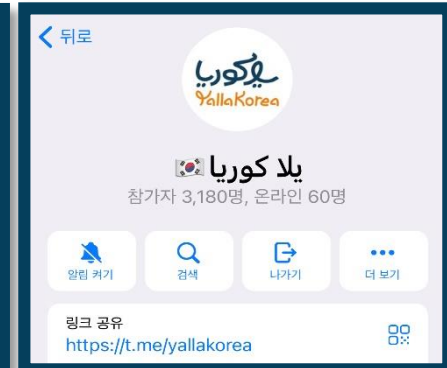 뒤로
يلا كوريا
YallaKorea
يلا كوريا 🇰🇷
참가자 3,180명, 온라인 60명
알림 켜기
검색
나가기
더 보기
링크 공유
https://t.me/yallakorea